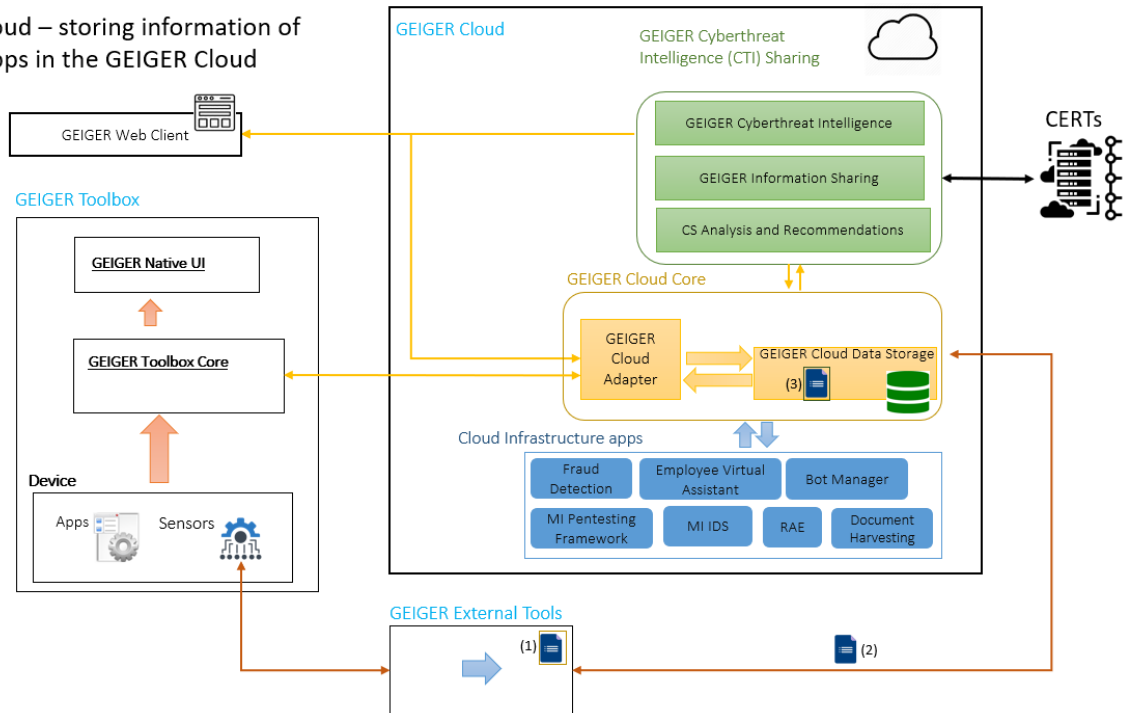 oud – storing information of
ops in the GEIGER Cloud
GEIGER Cloud
GEIGER Cyberthreat
Intelligence (CTI) Sharing
GEIGER Web Client
GEIGER Cyberthreat Intelligence
CERTs
GEIGER Information Sharing
GEIGER Toolbox
CS Analysis and Recommendations
GEIGER Native UI
GEIGER Cloud Core
GEIGER Toolbox Core
GEIGER
Cloud
Adapter
GEIGER Cloud Data Storage
(3)
Cloud Infrastructure apps
Fraud
Detection
Employee Virtual
Assistant
Bot Manager
Device
Apps
Sensors
MI Pentesting
Framework
MI IDS
RAE
Document
Harvesting
GEIGER External Tools
(1)
(2)